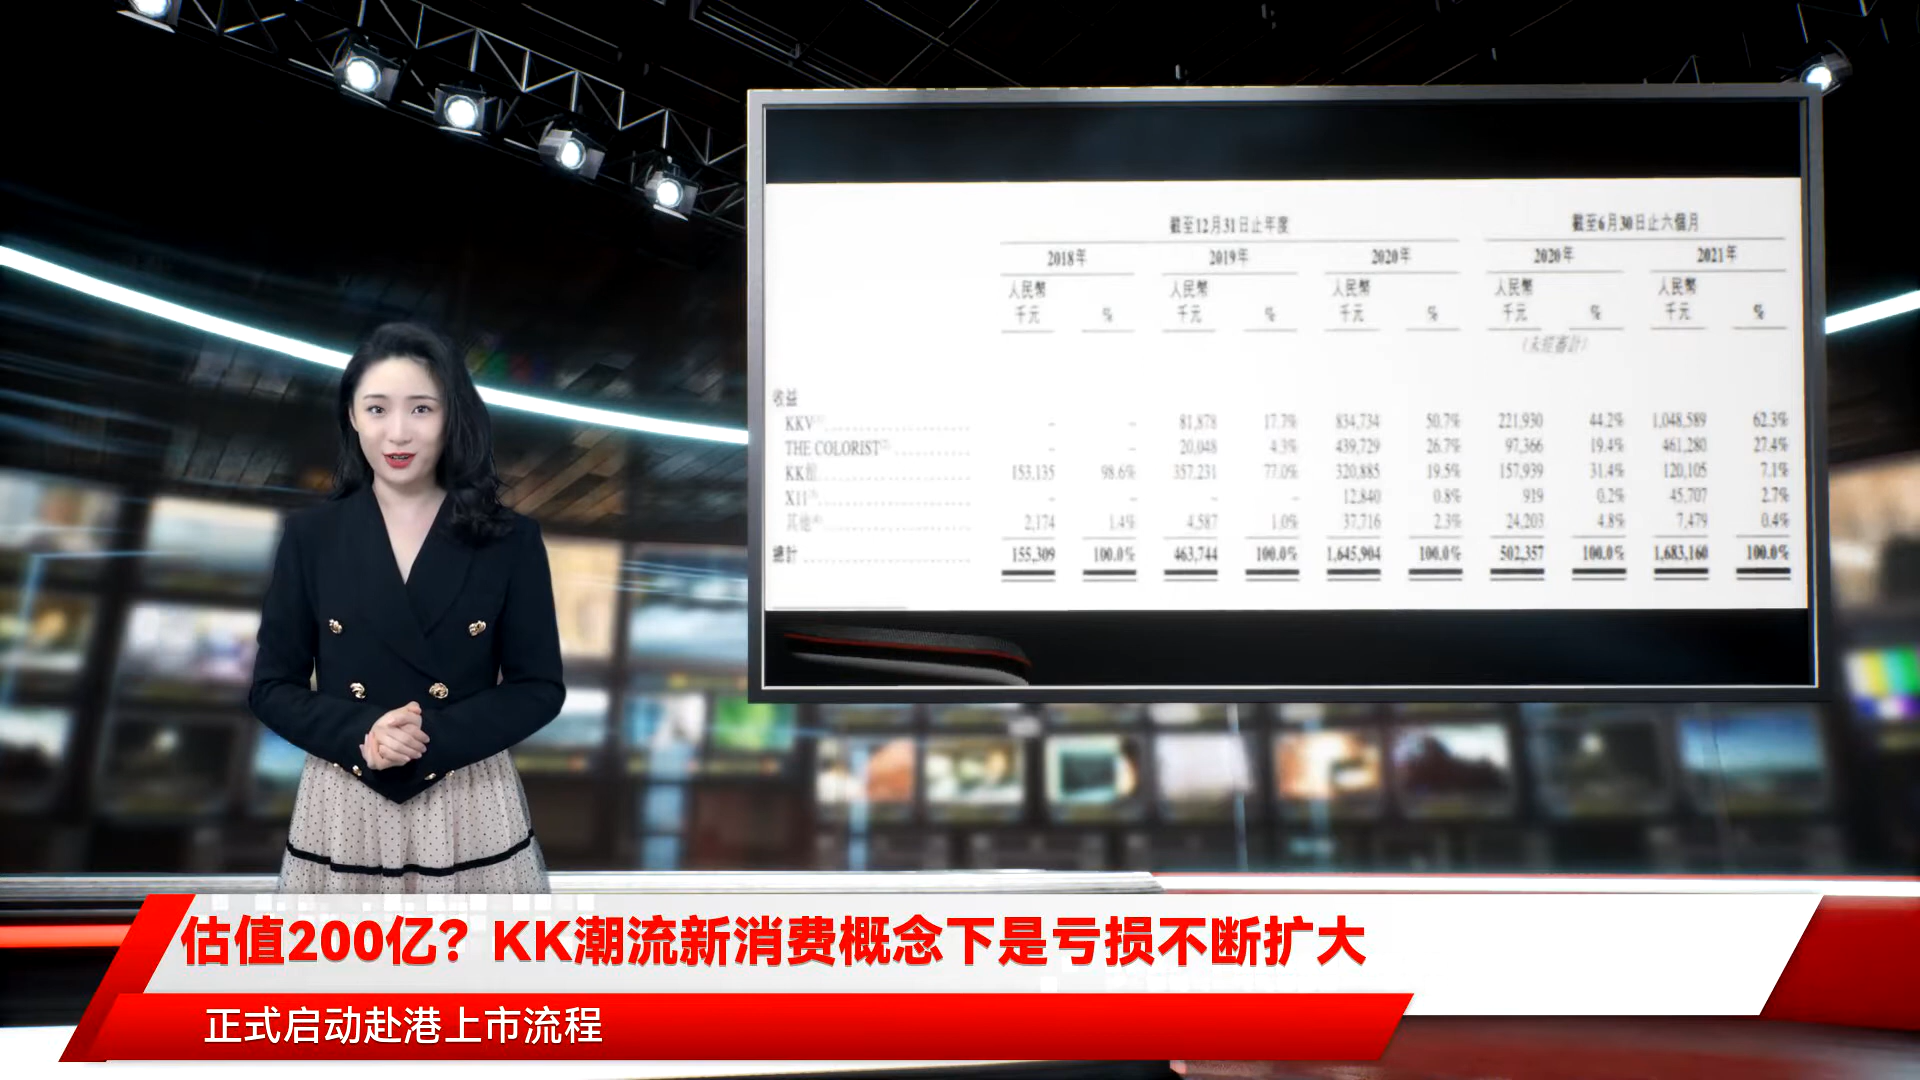 截至12月31日止年度 截至6月30日止六個月
2018年 2019年 2020年 2020年 2021年
人民幣 人民幣 人民幣 人民幣 人民幣
千元 % 千元 % 千元 % 千元 % 千元 %
(未經審計)
收益
KKV – – 81,878 17.7% 834,734 50.7% 221,930 44.2% 1,048,589 62.3%
THE COLORIST – – 20,048 4.3% 439,729 26.7% 97,366 19.4% 461,280 27.4%
KK館 153,135 98.6% 357,231 77.0% 320,885 19.5% 157,939 31.4% 120,105 7.1%
X11 – – – – 12,840 0.8% 919 0.2% 45,707 2.7%
其他 2,174 1.4% 4,587 1.0% 37,716 2.3% 24,203 4.8% 7,479 0.4%
總計 155,309 100.0% 463,744 100.0% 1,645,904 100.0% 502,357 100.0% 1,683,160 100.0%
估值200亿？KK潮流新消费概念下是亏损不断扩大
正式启动赴港上市流程